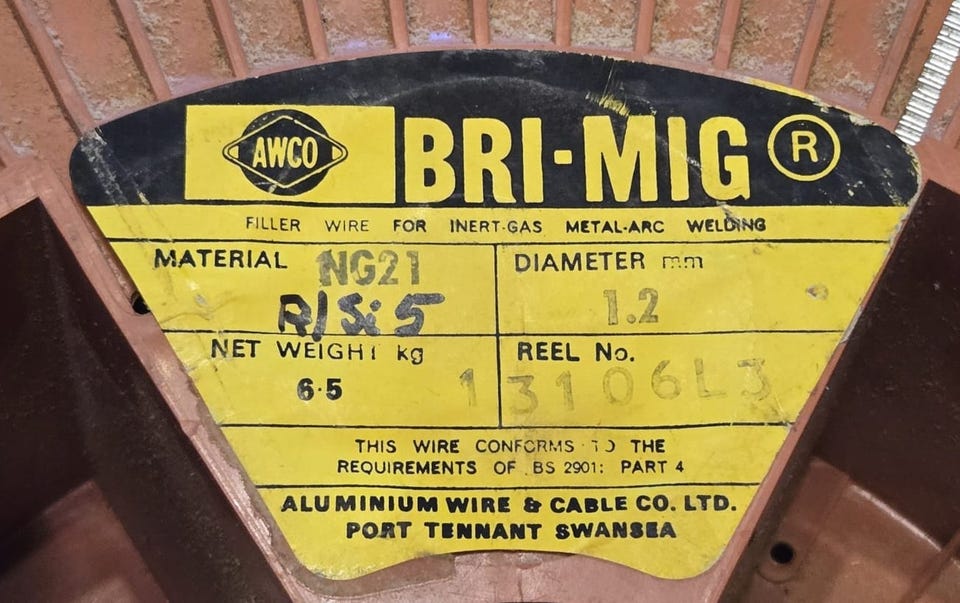 AWCO BRI-MIG ®
FILLER WIRE FOR INERT-GAS METAL-ARC WELDING
MATERIAL NG21
DIAMETER mm
1.2
NET WEIGHT kg
6·5
REEL No.
13106L3
THIS WIRE CONFORMS TO THE
REQUIREMENTS OF BS 2901: PART 4
ALUMINIUM WIRE & CABLE CO. LTD.
PORT TENNANT SWANSEA